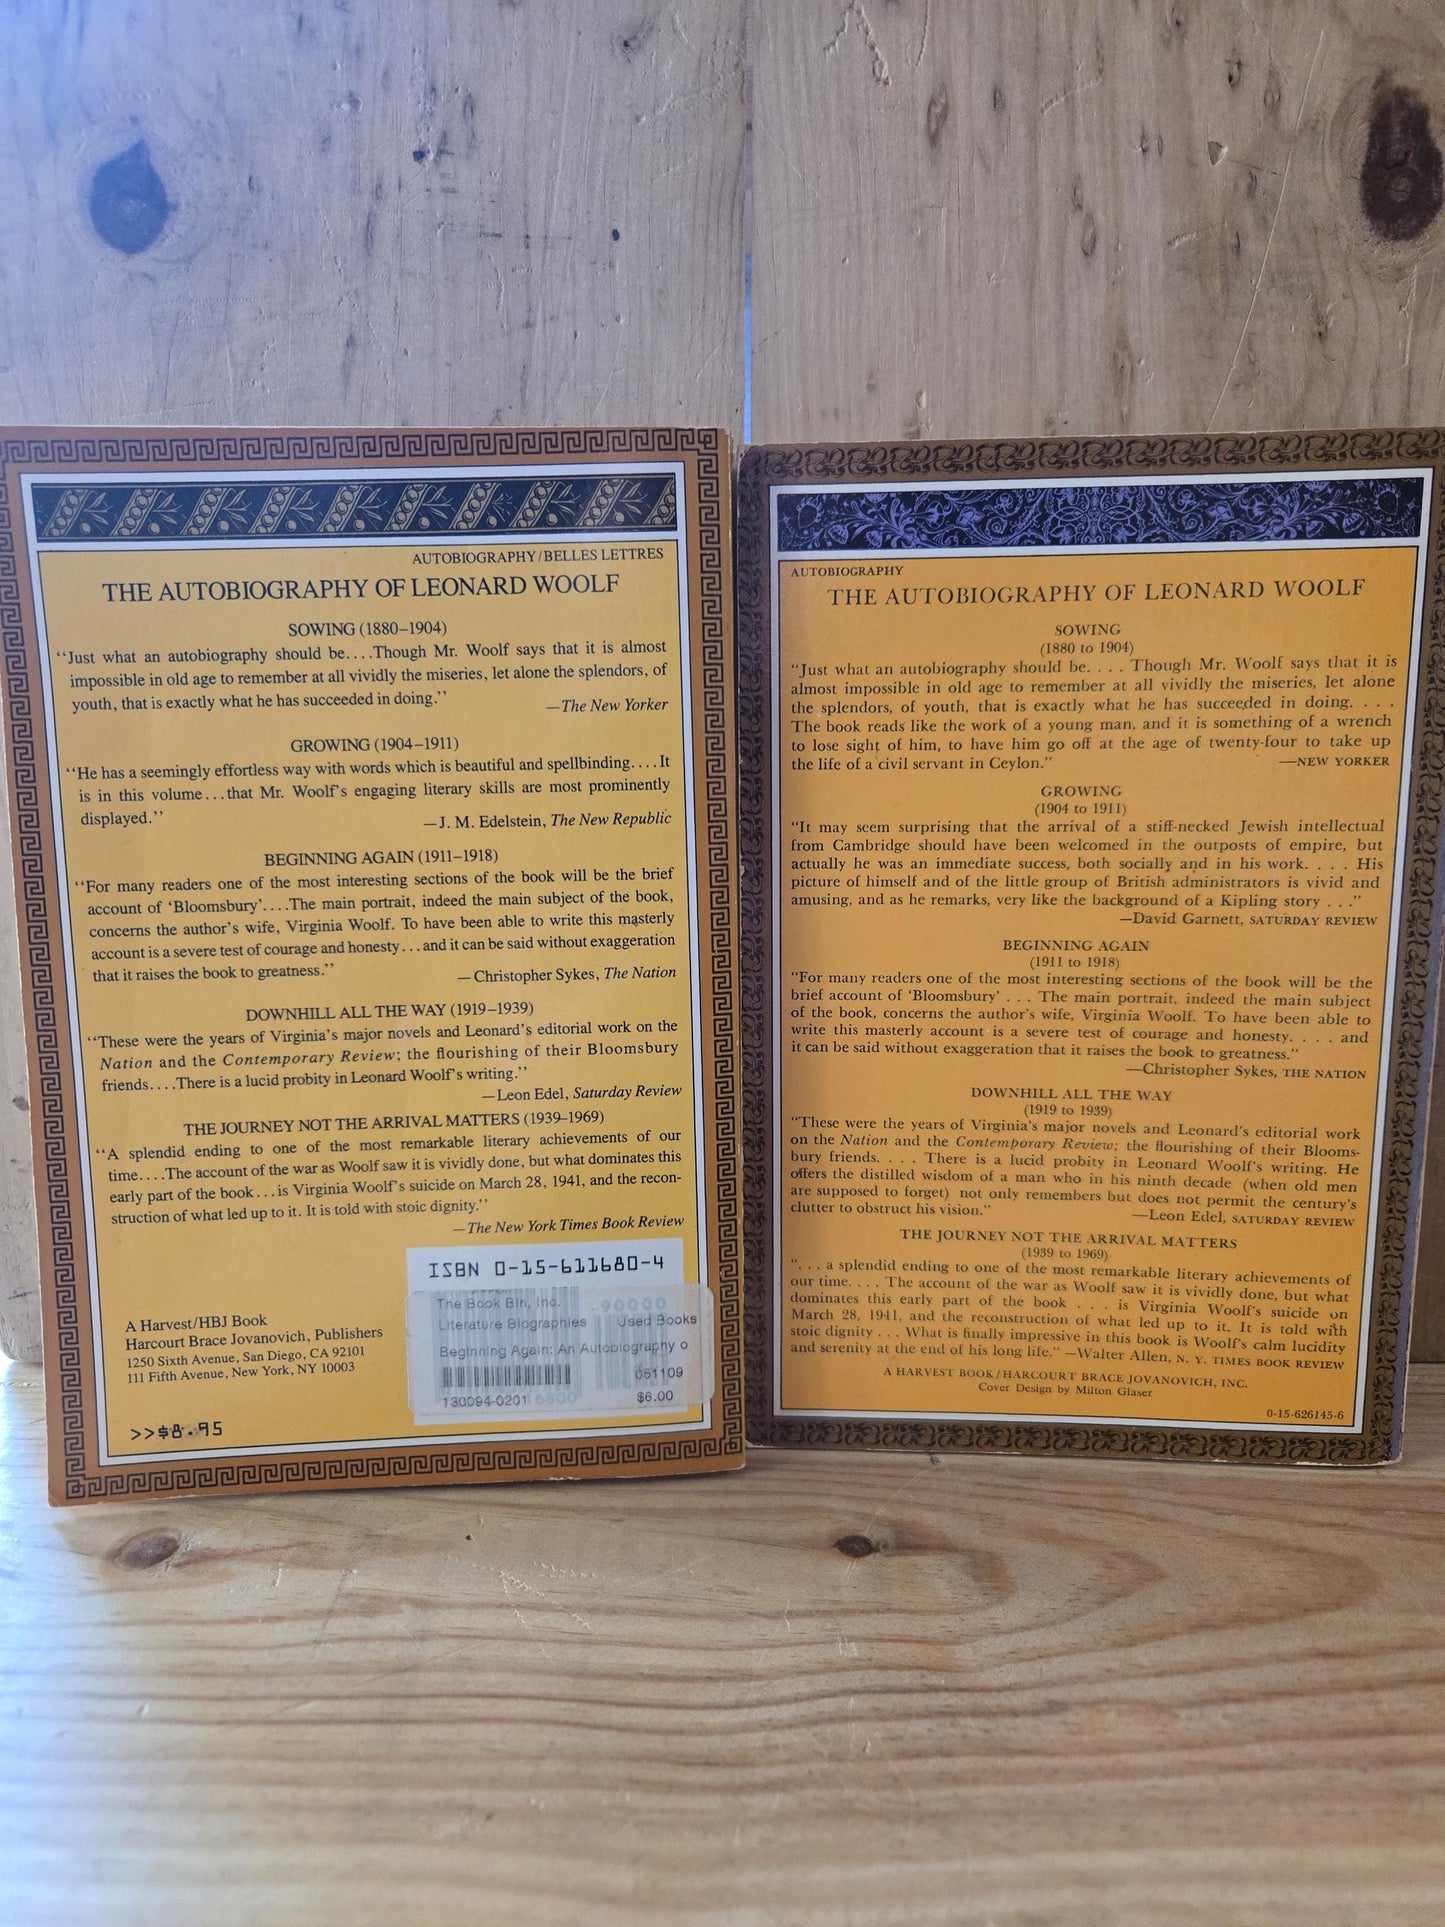 AUTOBIOGRAPHY/BELLES LETTRES
THE AUTOBIOGRAPHY OF LEONARD WOOLF
SOWING (1880–1904)
“Just what an autobiography should be....Though Mr. Woolf says that it is almost
impossible in old age to remember at all vividly the miseries, let alone the splendors, of
youth, that is exactly what he has succeeded in doing.”
—The New Yorker
GROWING (1904–1911)
“He has a seemingly effortless way with words which is beautiful and spellbinding....It
is in this volume...that Mr. Woolf’s engaging literary skills are most prominently
displayed.”
—J. M. Edelstein, The New Republic
BEGINNING AGAIN (1911–1918)
“For many readers one of the most interesting sections of the book will be the brief
account of ‘Bloomsbury’....The main portrait, indeed the main subject of the book,
concerns the author’s wife, Virginia Woolf. To have been able to write this masterly
account is a severe test of courage and honesty...and it can be said without exaggeration
that it raises the book to greatness.”
—Christopher Sykes, The Nation
DOWNHILL ALL THE WAY (1919–1939)
“These were the years of Virginia’s major novels and Leonard’s editorial work on the
Nation and the Contemporary Review; the flourishing of their Bloomsbury
friends....There is a lucid probity in Leonard Woolf’s writing.”
—Leon Edel, Saturday Review
THE JOURNEY NOT THE ARRIVAL MATTERS (1939–1969)
“A splendid ending to one of the most remarkable literary achievements of our
time....The account of the war as Woolf saw it is vividly done, but what dominates this
early part of the book...is Virginia Woolf’s suicide on March 28, 1941, and the recon-
struction of what led up to it. It is told with stoic dignity.”
—The New York Times Book Review
ISBN 0-15-611680-4
90000
The Book Bin, Inc.
Literature Biographies Used Books
Beginning Again: An Autobiography o
051109
130094-0201
$6.00
A Harvest/HBJ Book
Harcourt Brace Jovanovich, Publishers
1250 Sixth Avenue, San Diego, CA 92101
111 Fifth Avenue, New York, NY 10003
>>$8.95
AUTOBIOGRAPHY
THE AUTOBIOGRAPHY OF LEONARD WOOLF
SOWING
(1880 to 1904)
“Just what an autobiography should be. . . . Though Mr. Woolf says that it is
almost impossible in old age to remember at all vividly the miseries, let alone
the splendors, of youth, that is exactly what he has succeeded in doing. . . .
The book reads like the work of a young man, and it is something of a wrench
to lose sight of him, to have him go off at the age of twenty-four to take up
the life of a civil servant in Ceylon.” —NEW YORKER
GROWING
(1904 to 1911)
“It may seem surprising that the arrival of a stiff-necked Jewish intellectual
from Cambridge should have been welcomed in the outposts of empire, but
actually he was an immediate success, both socially and in his work. . . . His
picture of himself and of the little group of British administrators is vivid and
amusing, and as he remarks, very like the background of a Kipling story . . .”
—David Garnett, SATURDAY REVIEW
BEGINNING AGAIN
(1911 to 1918)
“For many readers one of the most interesting sections of the book will be the
brief account of ‘Bloomsbury’ . . . The main portrait, indeed the main subject
of the book, concerns the author’s wife, Virginia Woolf. To have been able to
write this masterly account is a severe test of courage and honesty. . . . and
it can be said without exaggeration that it raises the book to greatness.”
—Christopher Sykes, THE NATION
DOWNHILL ALL THE WAY
(1919 to 1939)
“These were the years of Virginia’s major novels and Leonard’s editorial work
on the Nation and the Contemporary Review; the flourishing of their Blooms-
bury friends. . . . There is a lucid probity in Leonard Woolf’s writing. He
offers the distilled wisdom of a man who in his ninth decade (when old men
are supposed to forget) not only remembers but does not permit the century’s
clutter to obstruct his vision.” —Leon Edel, SATURDAY REVIEW
THE JOURNEY NOT THE ARRIVAL MATTERS
(1939 to 1969)
“. . . a splendid ending to one of the most remarkable literary achievements of
our time. . . . The account of the war as Woolf saw it is vividly done, but what
dominates this early part of the book . . . is Virginia Woolf’s suicide on
March 28, 1941, and the reconstruction of what led up to it. It is told with
stoic dignity . . . What is finally impressive in this book is Woolf’s calm lucidity
and serenity at the end of his long life.” —Walter Allen, N. Y. TIMES BOOK REVIEW
A HARVEST BOOK/HARCOURT BRACE JOVANOVICH, INC.
Cover Design by Milton Glaser
0-15-626145-6